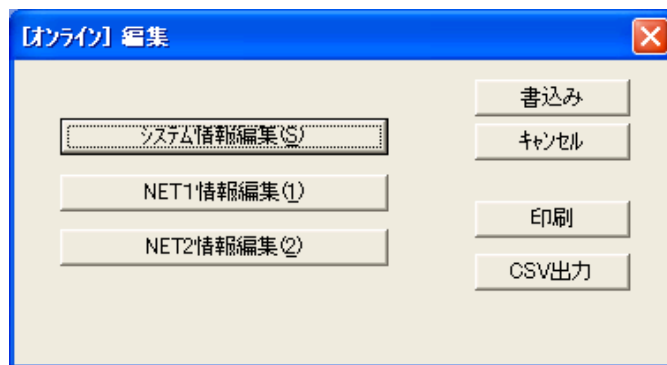 [オンライン] 編集
システム情報編集(S)
NET1情報編集(1)
NET2情報編集(2)
書込み
キャンセル
印刷
CSV出力